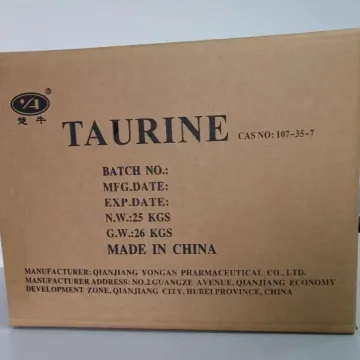 YA ®
楚牛
TAURINE CAS NO: 107-35-7
BATCH NO.:
MFG.DATE:
EXP.DATE:
N.W.:25 KGS
G.W.:26 KGS
MADE IN CHINA
MANUFACTURER: QIANJIANG YONGAN PHARMACEUTICAL CO., LTD.
MANUFACTURER ADDRESS: NO.2 GUANGZE AVENUE, QIANJIANG ECONOMY
DEVELOPMENT ZONE, QIANJIANG CITY, HUBEI PROVINCE, CHINA